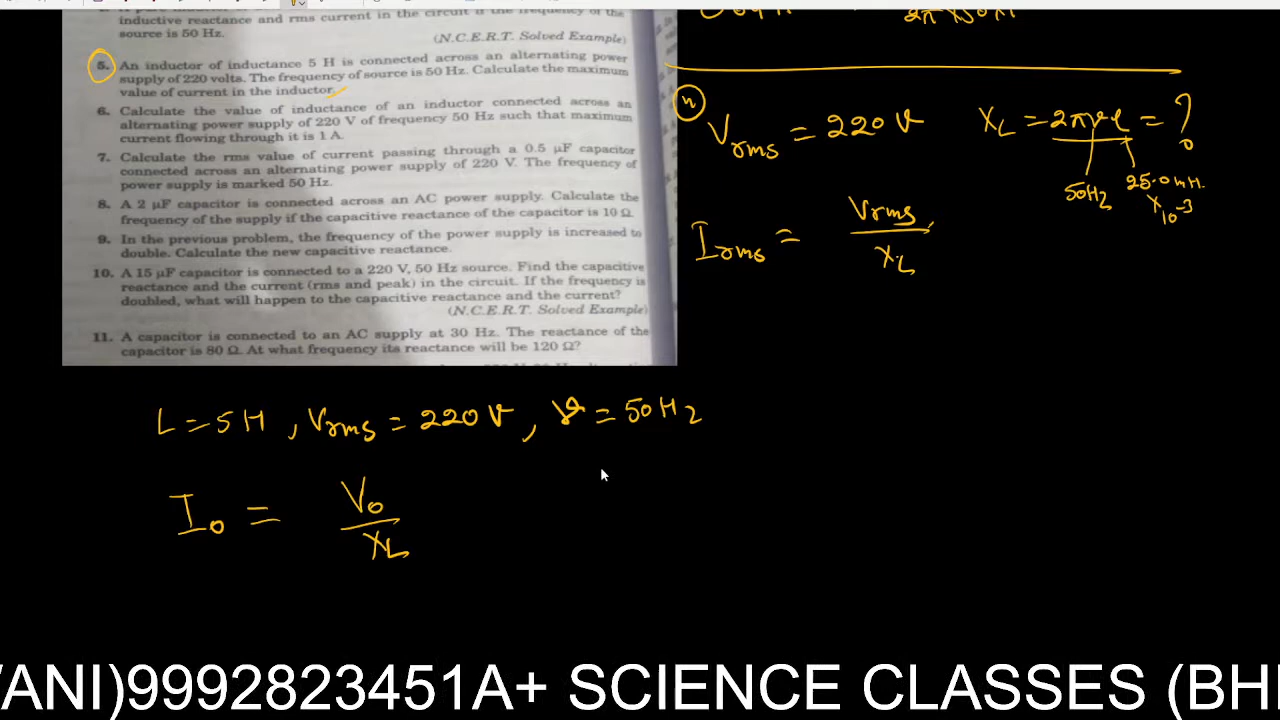 inductive reactance and rms current in the circuit if the frequency of the
source is 50 Hz.
(N.C.E.R.T. Solved Example)
5. An inductor of inductance 5 H is connected across an alternating power
supply of 220 volts. The frequency of source is 50 Hz. Calculate the maximum
value of current in the inductor.
6. Calculate the value of inductance of an inductor connected across an
alternating power supply of 220 V of frequency 50 Hz such that maximum
current flowing through it is 1 A.
7. Calculate the rms value of current passing through a 0.5 μF capacitor
connected across an alternating power supply of 220 V. The frequency of
power supply is marked 50 Hz.
8. A 2 μF capacitor is connected across an AC power supply. Calculate the
frequency of the supply if the capacitive reactance of the capacitor is 10 Ω.
9. In the previous problem, the frequency of the power supply is increased to
double. Calculate the new capacitive reactance.
10. A 15 μF capacitor is connected to a 220 V, 50 Hz source. Find the capacitive
reactance and the current (rms and peak) in the circuit. If the frequency is
doubled, what will happen to the capacitive reactance and the current?
(N.C.E.R.T. Solved Example)
11. A capacitor is connected to an AC supply at 30 Hz. The reactance of the
capacitor is 80 Ω. At what frequency its reactance will be 120 Ω?
Vrms = 220 V
XL = 2πνL = ?
50Hz
25.0 mH.
x 10-3
Irms = Vrms / XL
L = 5H, Vrms = 220 V, ν = 50Hz
I0 = V0 / XL
VANI)9992823451A+ SCIENCE CLASSES (BHI